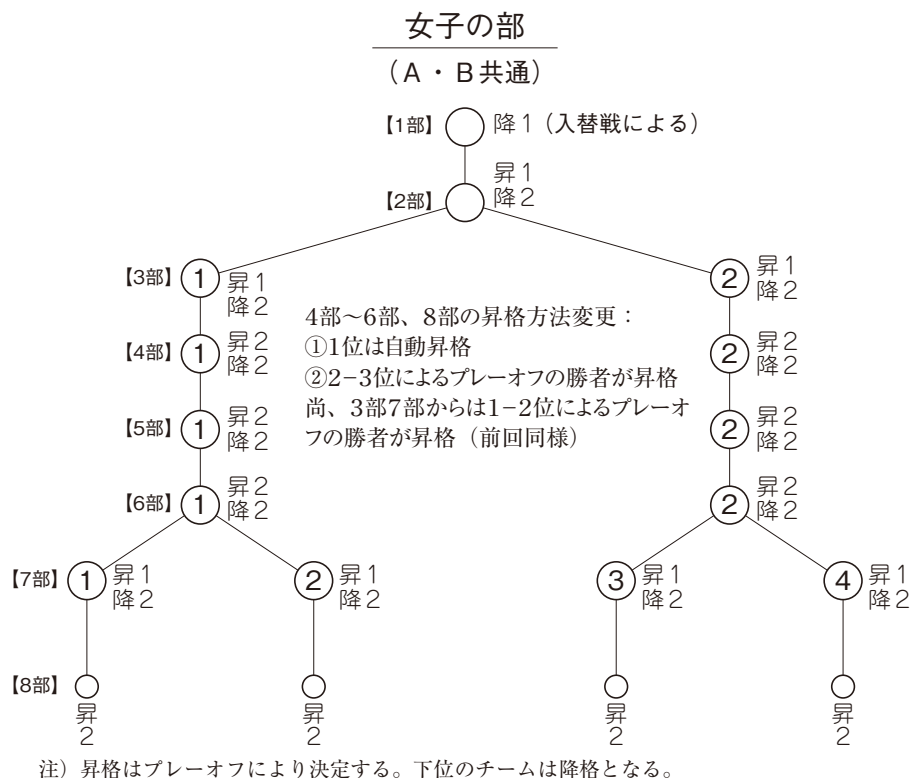 女子の部
(A・B共通)
【1部】 降1(入替戦による)
【2部】 昇1
降2
【3部】 1 昇1
降2
2 昇1
降2
4部～6部、8部の昇格方法変更：
①1位は自動昇格
②2−3位によるプレーオフの勝者が昇格
尚、3部7部からは1−2位によるプレーオ
フの勝者が昇格（前回同様）
【4部】 1 昇2
降2
2 昇2
降2
【5部】 1 昇2
降2
2 昇2
降2
【6部】 1 昇2
降2
2 昇2
降2
【7部】 1 昇1
降2
2 昇1
降2
3 昇1
降2
4 昇1
降2
【8部】
昇2
昇2
昇2
昇2
注）昇格はプレーオフにより決定する。下位のチームは降格となる。